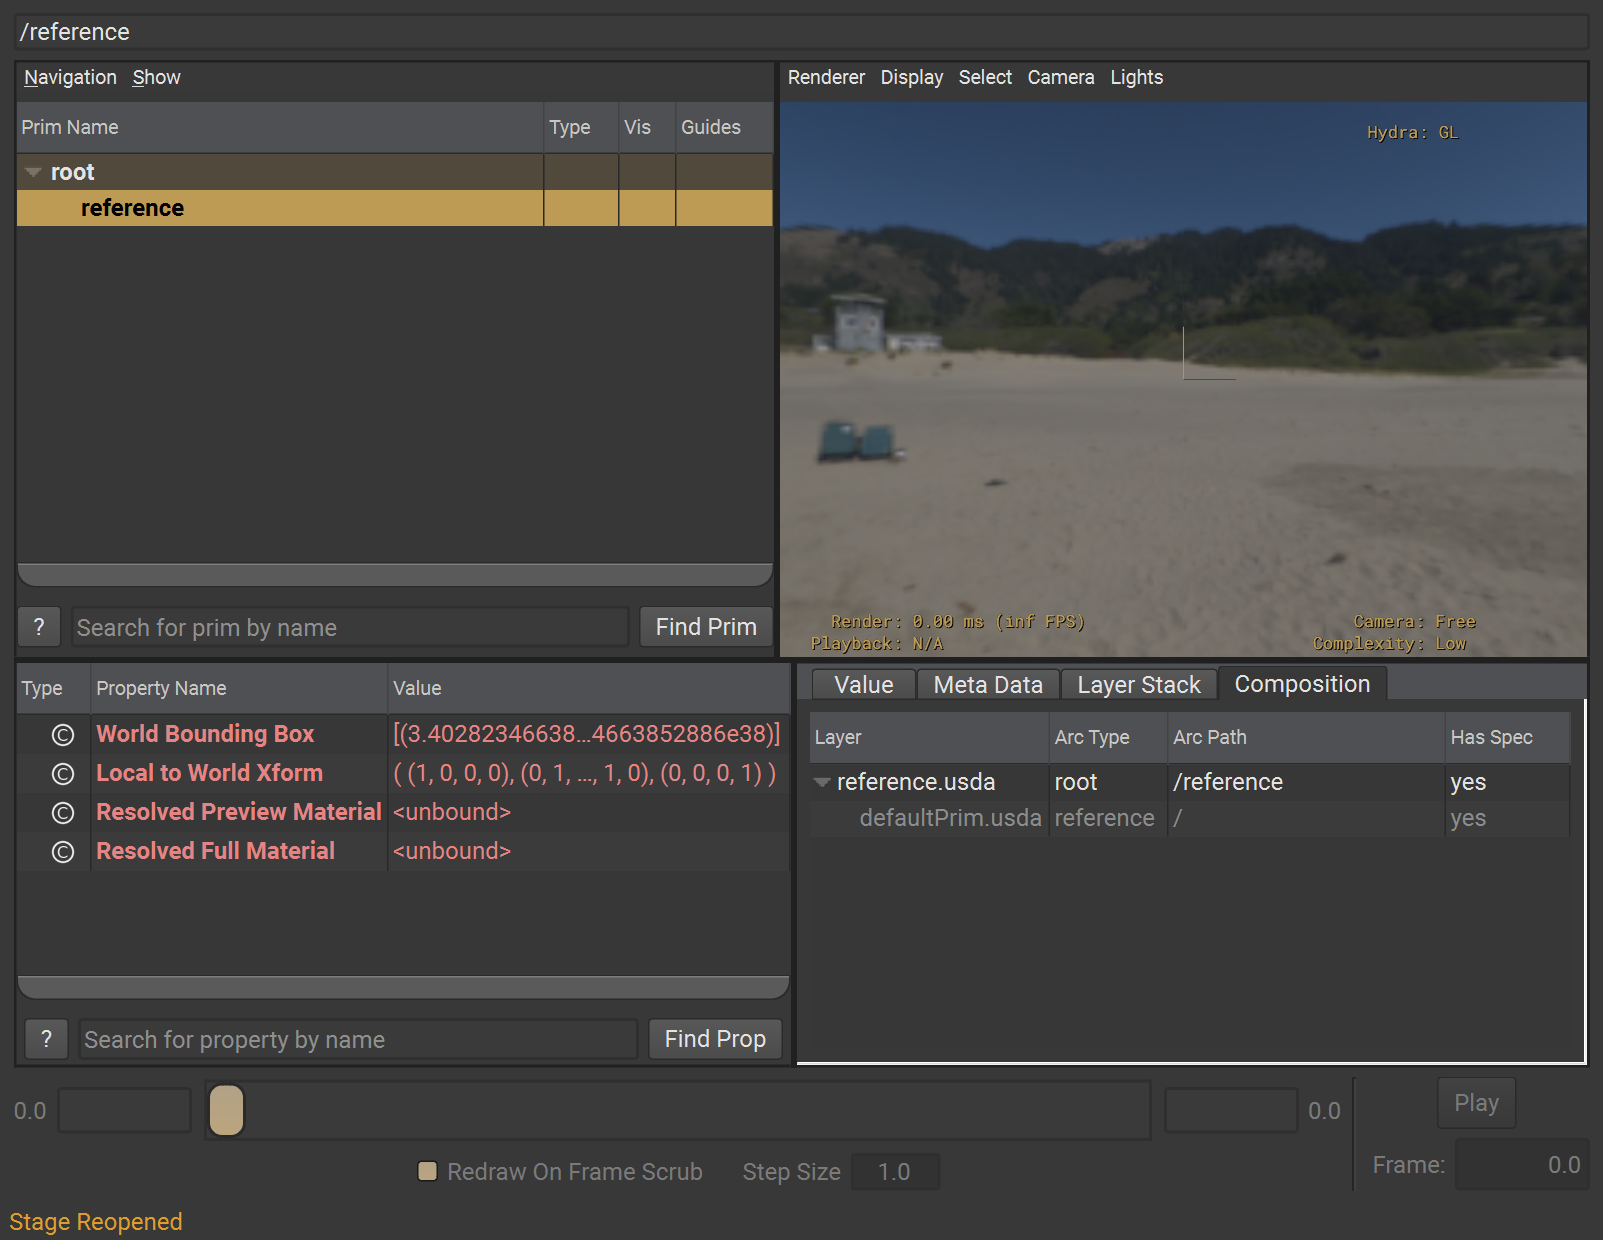 /reference
Navigation Show
Renderer Display Select Camera Lights
Prim Name Type Vis Guides
root
reference
Hydra: GL
Render: 0.00 ms (inf FPS)
Playback: N/A
Camera: Free
Complexity: Low
? Search for prim by name Find Prim
Type Property Name Value
C World Bounding Box [(3.40282346638...4663852886e38)]
C Local to World Xform ( (1, 0, 0, 0), (0, 1, ..., 1, 0), (0, 0, 0, 1) )
C Resolved Preview Material <unbound>
C Resolved Full Material <unbound>
? Search for property by name Find Prop
Value Meta Data Layer Stack Composition
Layer Arc Type Arc Path Has Spec
reference.usda root /reference yes
defaultPrim.usda reference / yes
0.0 0.0 Play
Redraw On Frame Scrub Step Size 1.0 Frame: 0.0
Stage Reopened